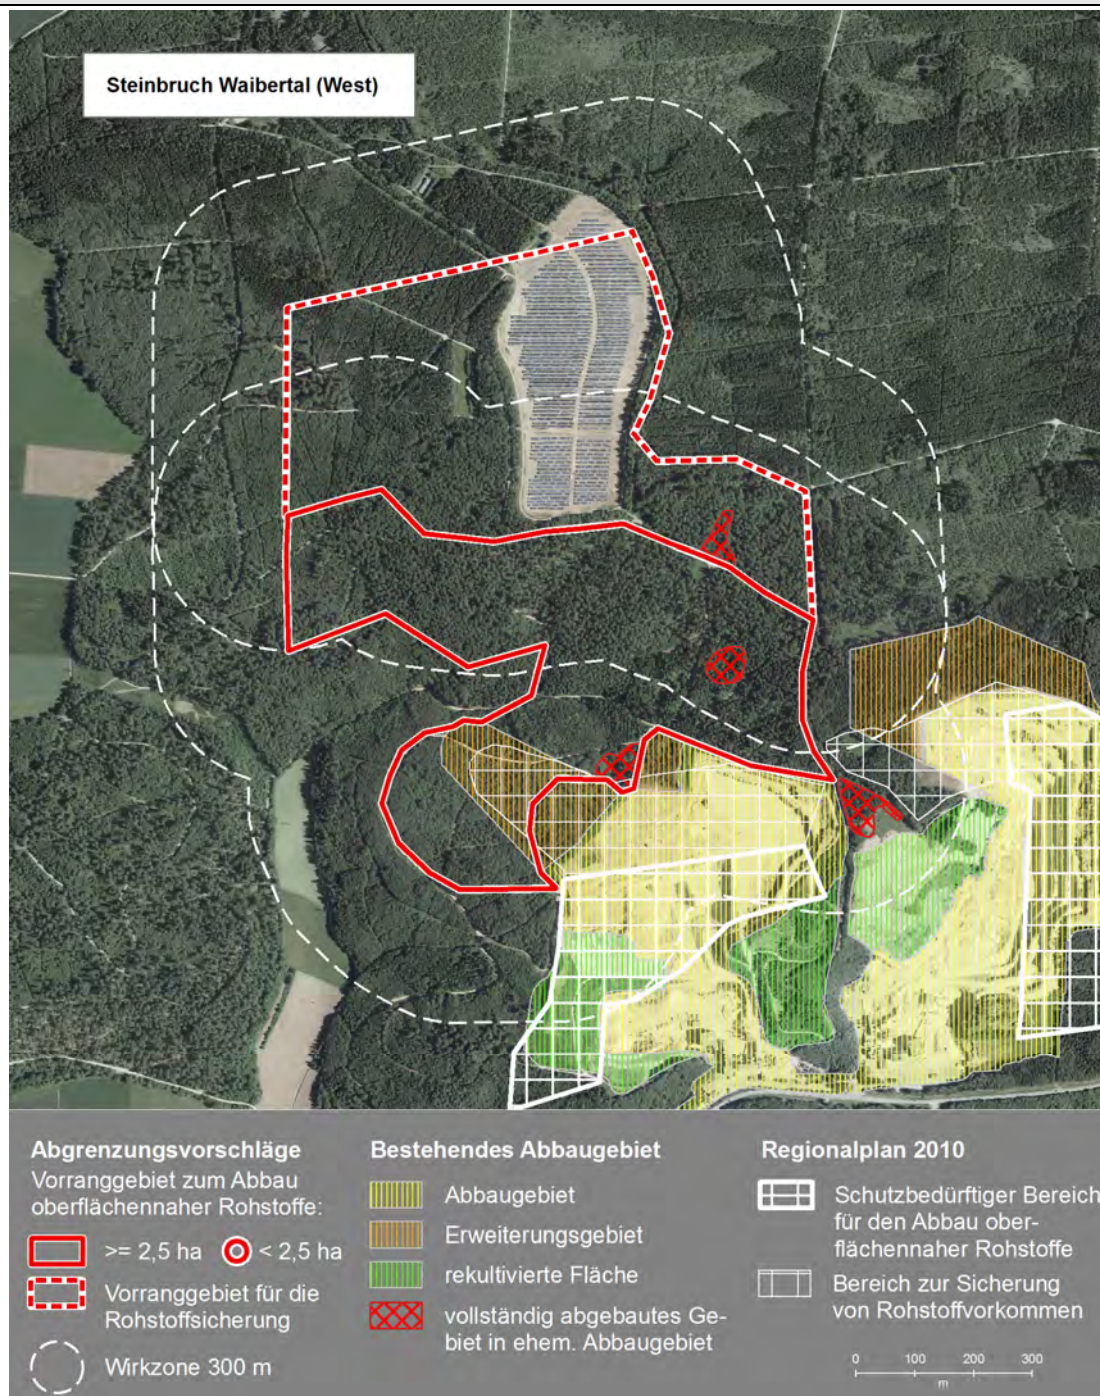 Steinbruch Waibertal (West)
Abgrenzungsvorschläge
Vorranggebiet zum Abbau
oberflächennaher Rohstoffe:
>= 2,5 ha
< 2,5 ha
Vorranggebiet für die
Rohstoffsicherung
Wirkzone 300 m
Bestehendes Abbaugebiet
Abbaugebiet
Erweiterungsgebiet
rekultivierte Fläche
vollständig abgebautes Ge-
biet in ehem. Abbaugebiet
Regionalplan 2010
Schutzbedürftiger Bereich
für den Abbau ober-
flächennaher Rohstoffe
Bereich zur Sicherung
von Rohstoffvorkommen
0 100 200 300
m